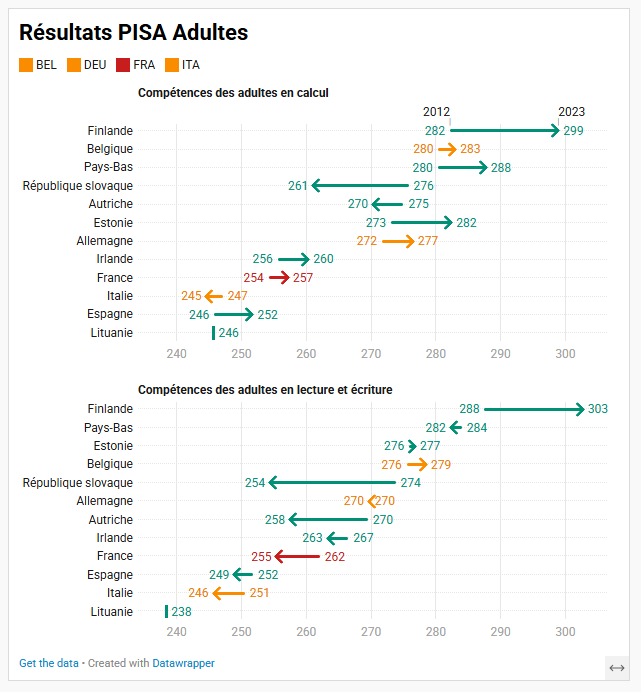 Résultats PISA Adultes
BEL DEU FRA ITA
Compétences des adultes en calcul
2012 2023
Finlande 282 299
Belgique 280 283
Pays-Bas 280 288
République slovaque 261 276
Autriche 270 275
Estonie 273 282
Allemagne 272 277
Irlande 256 260
France 254 257
Italie 245 247
Espagne 246 252
Lituanie 246
240 250 260 270 280 290 300
Compétences des adultes en lecture et écriture
Finlande 288 303
Pays-Bas 282 284
Estonie 276 277
Belgique 276 279
République slovaque 254 274
Allemagne 270 270
Autriche 258 270
Irlande 263 267
France 255 262
Espagne 249 252
Italie 246 251
Lituanie 238
240 250 260 270 280 290 300
Get the data • Created with Datawrapper